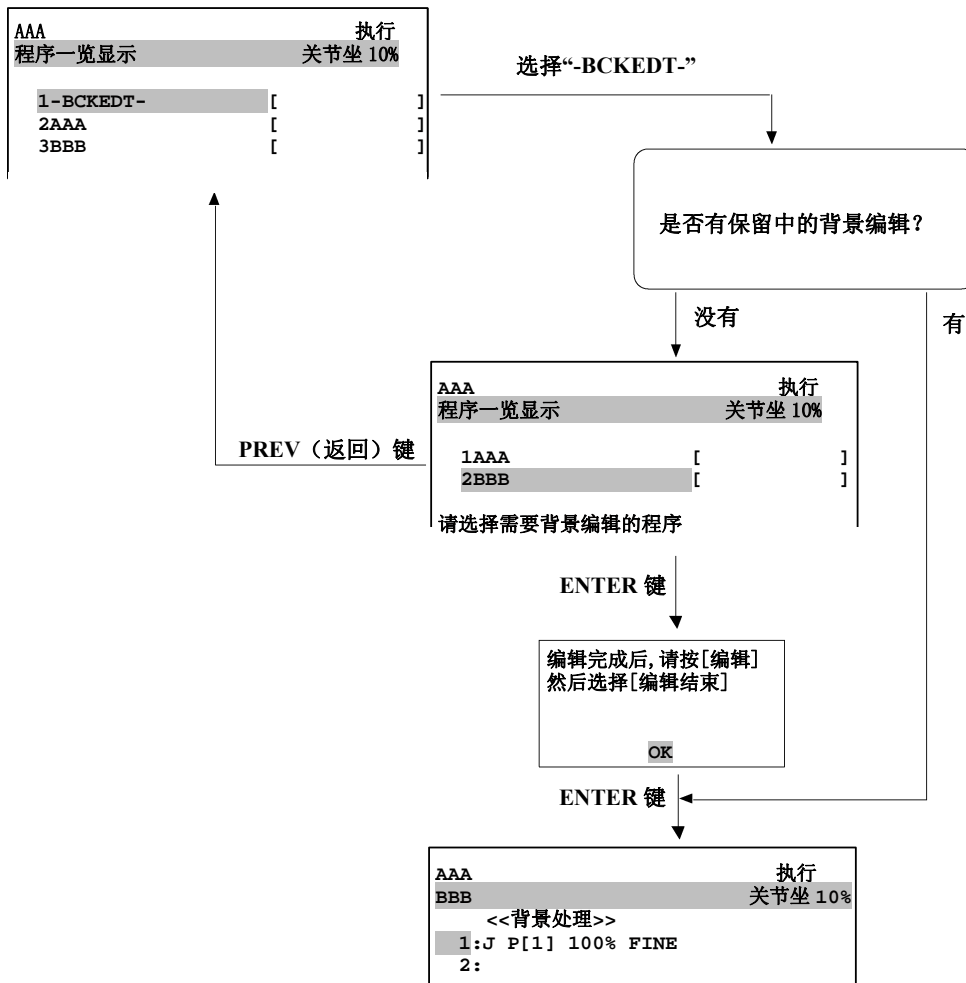 AAA 执行
程序一览显示 关节坐 10%
1-BCKEDT- [ ]
2AAA [ ]
3BBB [ ]
选择“-BCKEDT-”
是否有保留中的背景编辑？
没有
有
AAA 执行
程序一览显示 关节坐 10%
1AAA [ ]
2BBB [ ]
请选择需要背景编辑的程序
PREV（返回）键
ENTER 键
编辑完成后,请按[编辑]
然后选择[编辑结束]
OK
ENTER 键
AAA 执行
BBB 关节坐 10%
<<背景处理>>
1:J P[1] 100% FINE
2: